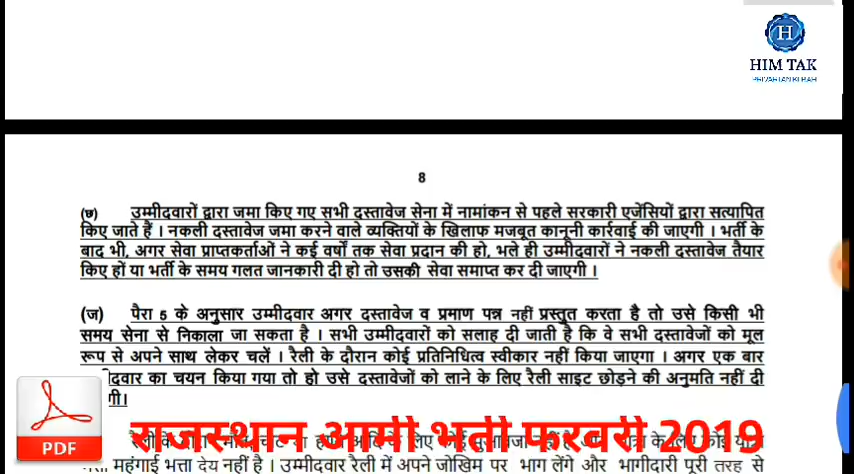 H
HIM TAK
PRIVARTAN KI RAH
8
(छ) उम्मीदवारों द्वारा जमा किए गए सभी दस्तावेज सेना में नामांकन से पहले सरकारी एजेंसियों द्वारा सत्यापित
किए जाते हैं । नकली दस्तावेज जमा करने वाले व्यक्तियों के खिलाफ मजबूत कानूनी कार्रवाई की जाएगी । भर्ती के
बाद भी, अगर सेवा प्राप्तकर्ताओं ने कई वर्षों तक सेवा प्रदान की हो, भले ही उम्मीदवारों ने नकली दस्तावेज तैयार
किए हों या भर्ती के समय गलत जानकारी दी हो तो उसकी सेवा समाप्त कर दी जाएगी ।
(ज) पैरा 5 के अनुसार उम्मीदवार अगर दस्तावेज व प्रमाण पन्न नहीं प्रस्तुत करता है तो उसे किसी भी
समय सेना से निकाला जा सकता है । सभी उम्मीदवारों को सलाह दी जाती है कि वे सभी दस्तावेजों को मूल
रूप से अपने साथ लेकर चलें । रैली के दौरान कोई प्रतिनिधित्व स्वीकार नहीं किया जाएगा । अगर एक बार
का चयन किया गया तो हो उसे दस्तावेजों को लाने के लिए रैली साइट छोड़ने की अनुमति नहीं दी
PDF
राजस्थान आर्मी भर्ती फरवरी 2019
महंगाई भत्ता देय नहीं है । उम्मीदवार रैली में अपने जोखिम पर भाग लेंगे और भागीदारी पूरी तरह से